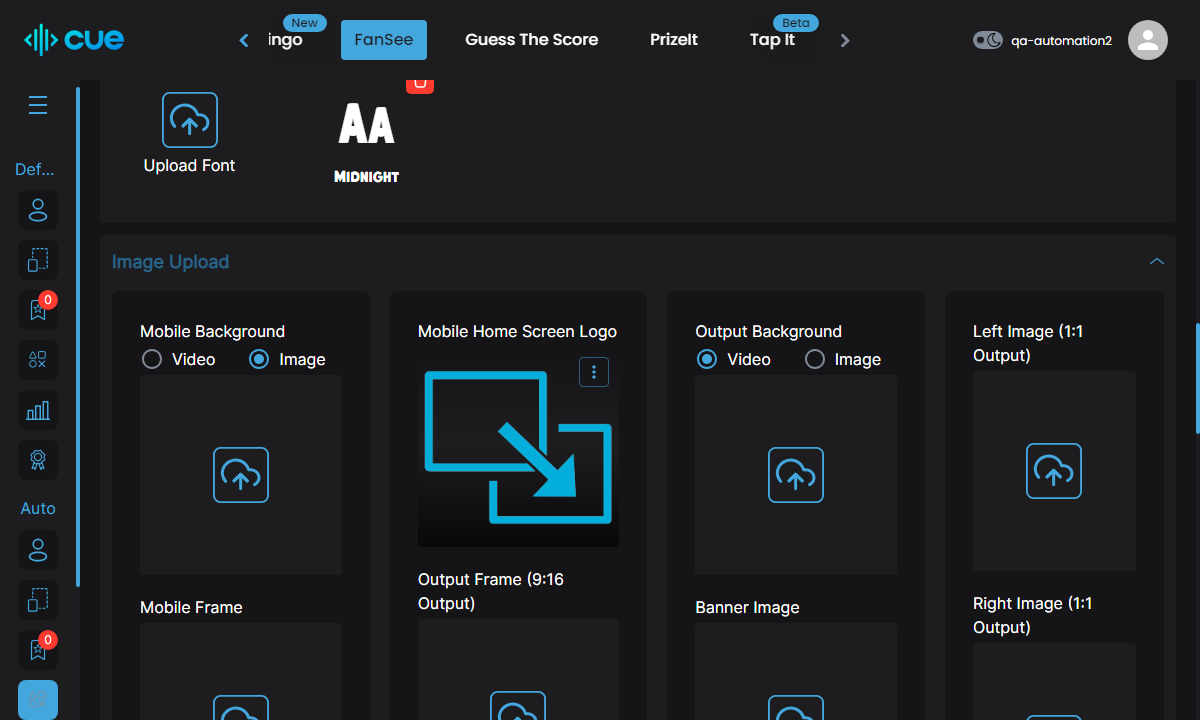 cue
ingo
New
FanSee
Guess The Score
PrizeIt
Tap It
Beta
qa-automation2
Def...
0
Auto
0
Upload Font
AA
MIDNIGHT
Image Upload
Mobile Background
Video
Image
Mobile Frame
Mobile Home Screen Logo
Output Frame (9:16
Output)
Output Background
Video
Image
Banner Image
Left Image (1:1
Output)
Right Image (1:1
Output)